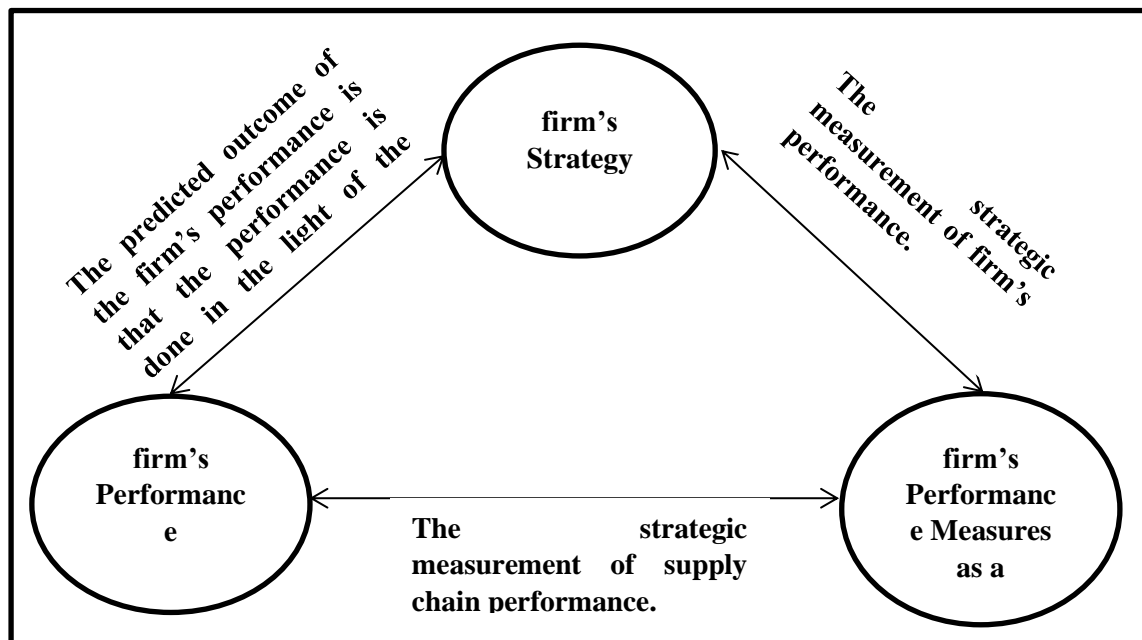 firm’s
Strategy
The predicted outcome of
the firm’s performance is
that the performance is
done in the light of the
The strategic
measurement of firm’s
performance.
firm’s
Performanc
e
The strategic
measurement of supply
chain performance.
firm’s
Performanc
e Measures
as a